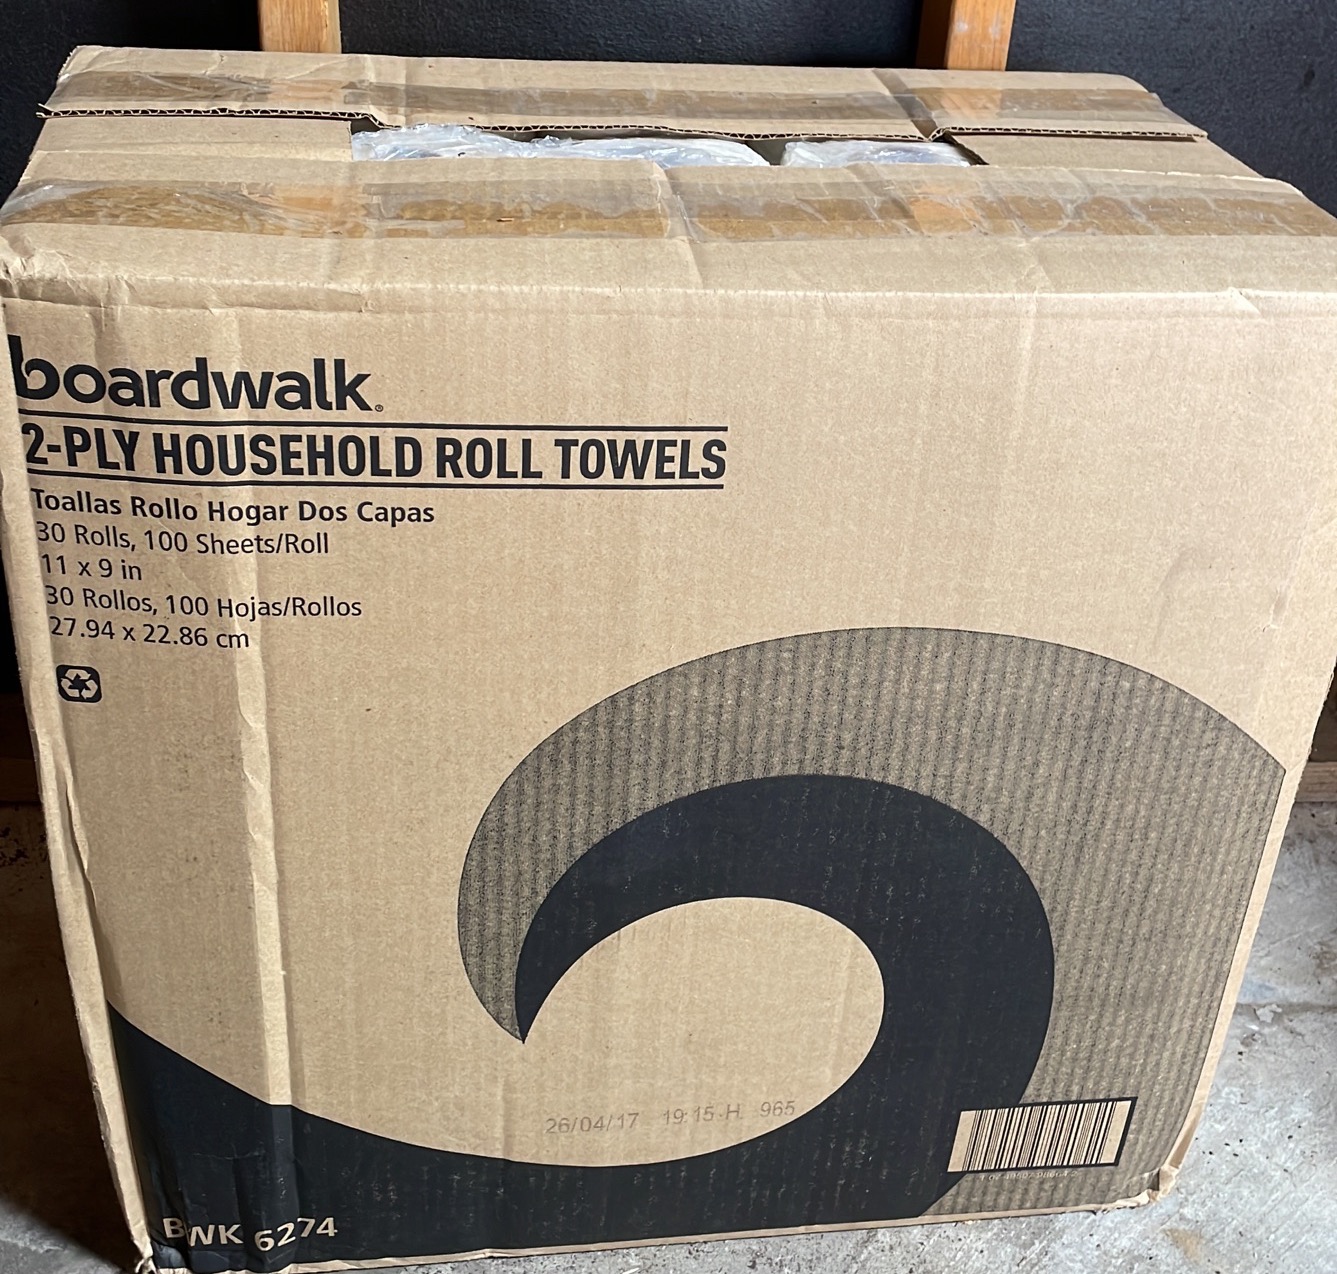 boardwalk®
2-PLY HOUSEHOLD ROLL TOWELS
Toallas Rollo Hogar Dos Capas
30 Rolls, 100 Sheets/Roll
11 x 9 in
30 Rollos, 100 Hojas/Rollos
27.94 x 22.86 cm
26/04/17 19:15-H 965
BWK 6274